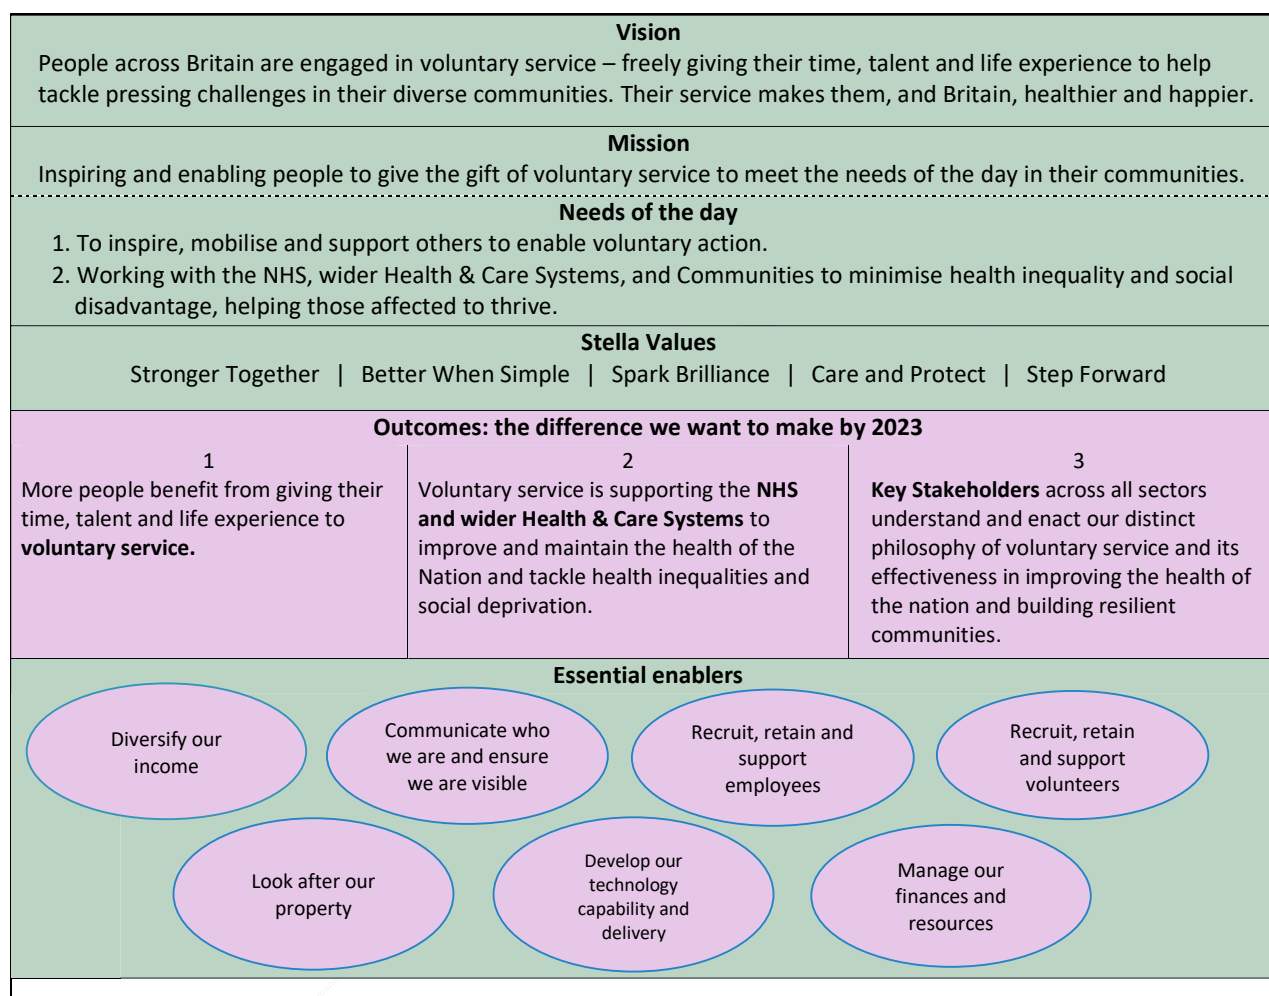 Vision
People across Britain are engaged in voluntary service – freely giving their time, talent and life experience to help
tackle pressing challenges in their diverse communities. Their service makes them, and Britain, healthier and happier.
Mission
Inspiring and enabling people to give the gift of voluntary service to meet the needs of the day in their communities.
Needs of the day
1. To inspire, mobilise and support others to enable voluntary action.
2. Working with the NHS, wider Health & Care Systems, and Communities to minimise health inequality and social
disadvantage, helping those affected to thrive.
Stella Values
Stronger Together | Better When Simple | Spark Brilliance | Care and Protect | Step Forward
Outcomes: the difference we want to make by 2023
1
More people benefit from giving their
time, talent and life experience to
voluntary service.
2
Voluntary service is supporting the NHS
and wider Health & Care Systems to
improve and maintain the health of the
Nation and tackle health inequalities and
social deprivation.
3
Key Stakeholders across all sectors
understand and enact our distinct
philosophy of voluntary service and its
effectiveness in improving the health of
the nation and building resilient
communities.
Essential enablers
Diversify our
income
Communicate who
we are and ensure
we are visible
Recruit, retain and
support
employees
Recruit, retain
and support
volunteers
Look after our
property
Develop our
technology
capability and
delivery
Manage our
finances and
resources